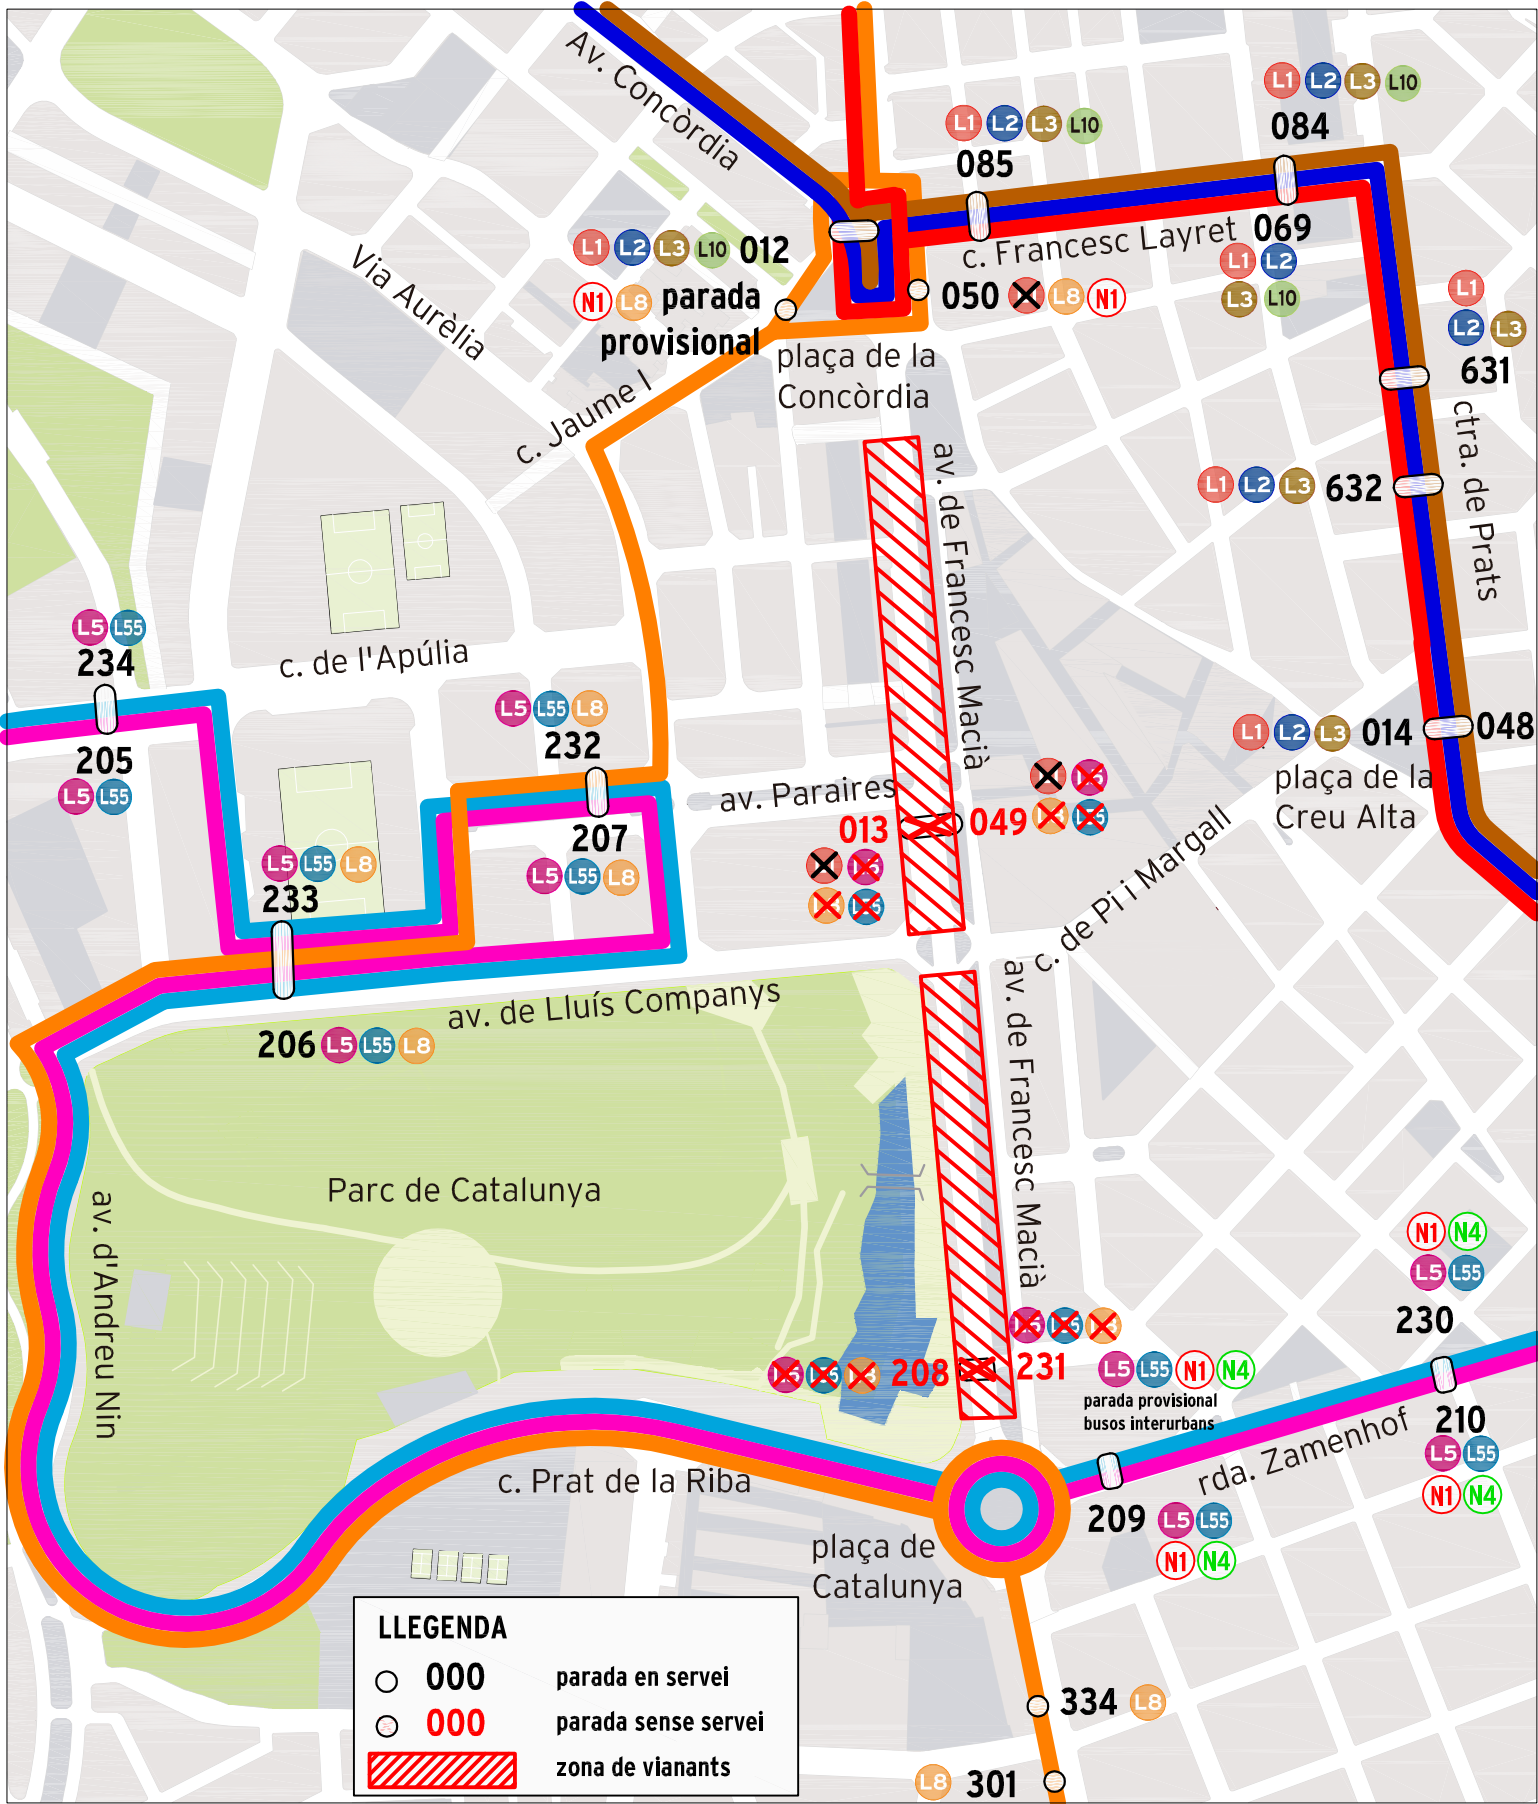 Av. Concòrdia
L1 L2 L3 L10
084
L1 L2 L3 L10
085
069
L1 L2
L3 L10
c. Francesc Layret
L1 L2 L3 L10 012
N1 L8 parada
provisional
050 L8 N1
Via Aurèlia
plaça de la
Concòrdia
c. Jaume I
L1
L2 L3
631
L1 L2 L3 632
ctra. de Prats
av. de Francesc Macià
L5 L55
234
c. de l'Apúlia
L5 L55 L8
232
205
L5 L55
207
L5 L55 L8
L1 L2 L3 014
048
plaça de la
Creu Alta
av. Paraires
013
049
L5 L55 L8
233
c. de Pi i Margall
av. de Lluís Companys
206 L5 L55 L8
av. de Francesc Macià
Parc de Catalunya
av. d'Andreu Nin
N1 N4
L5 L55
230
208
231
L5 L55 N1 N4
parada provisional
busos interurbans
210
L5 L55
N1 N4
rda. Zamenhof
c. Prat de la Riba
209 L5 L55
N1 N4
plaça de
Catalunya
LLEGENDA
000 parada en servei
000 parada sense servei
zona de vianants
334 L8
L8 301